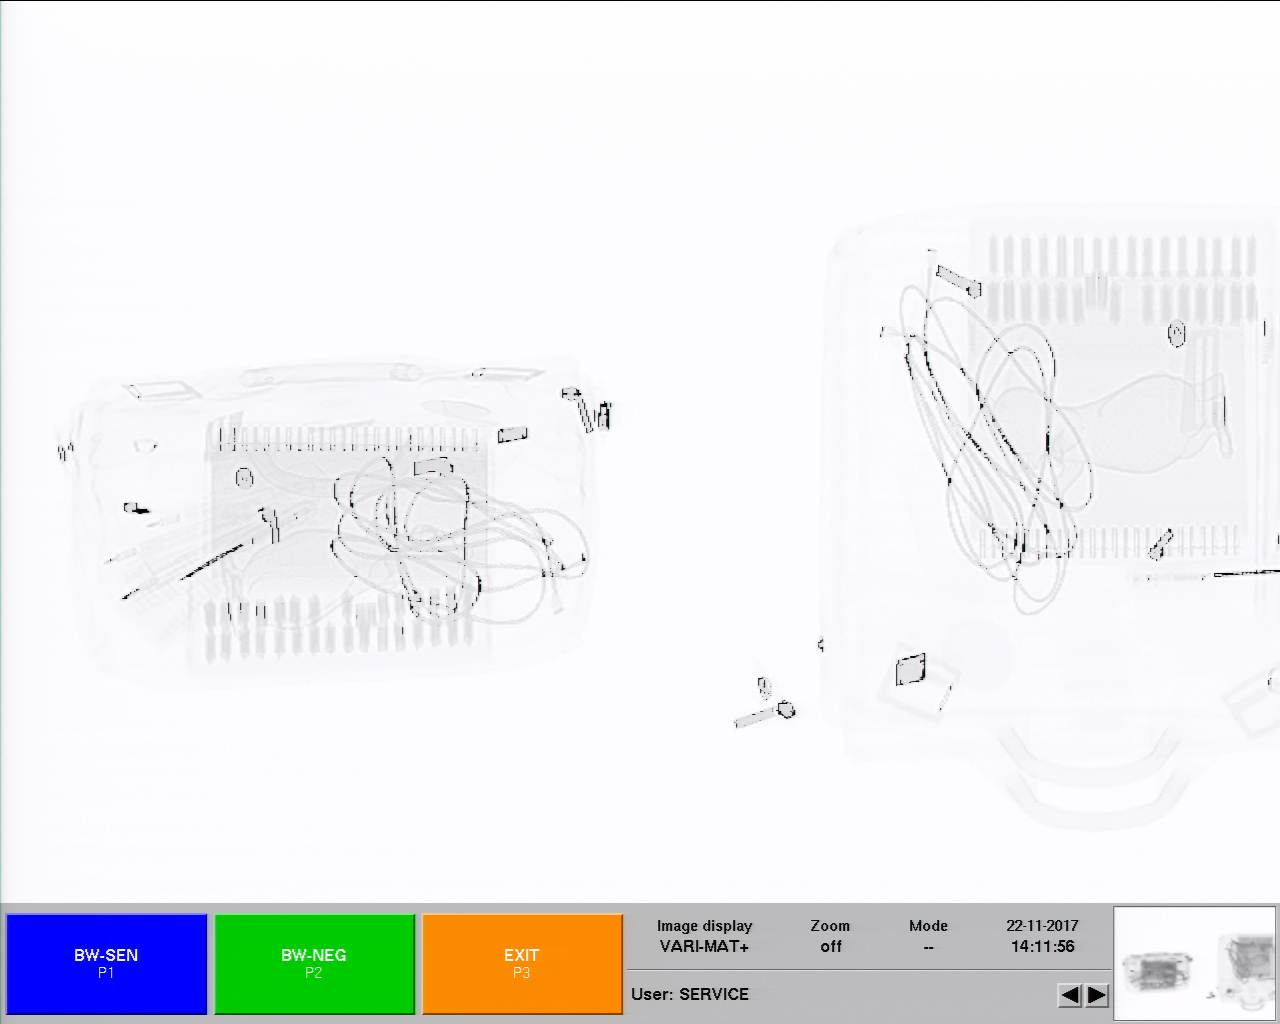 BW-SEN
P1
BW-NEG
P2
EXIT
P3
Image display
VARI-MAT+
Zoom
off
Mode
--
22-11-2017
14:11:56
User: SERVICE